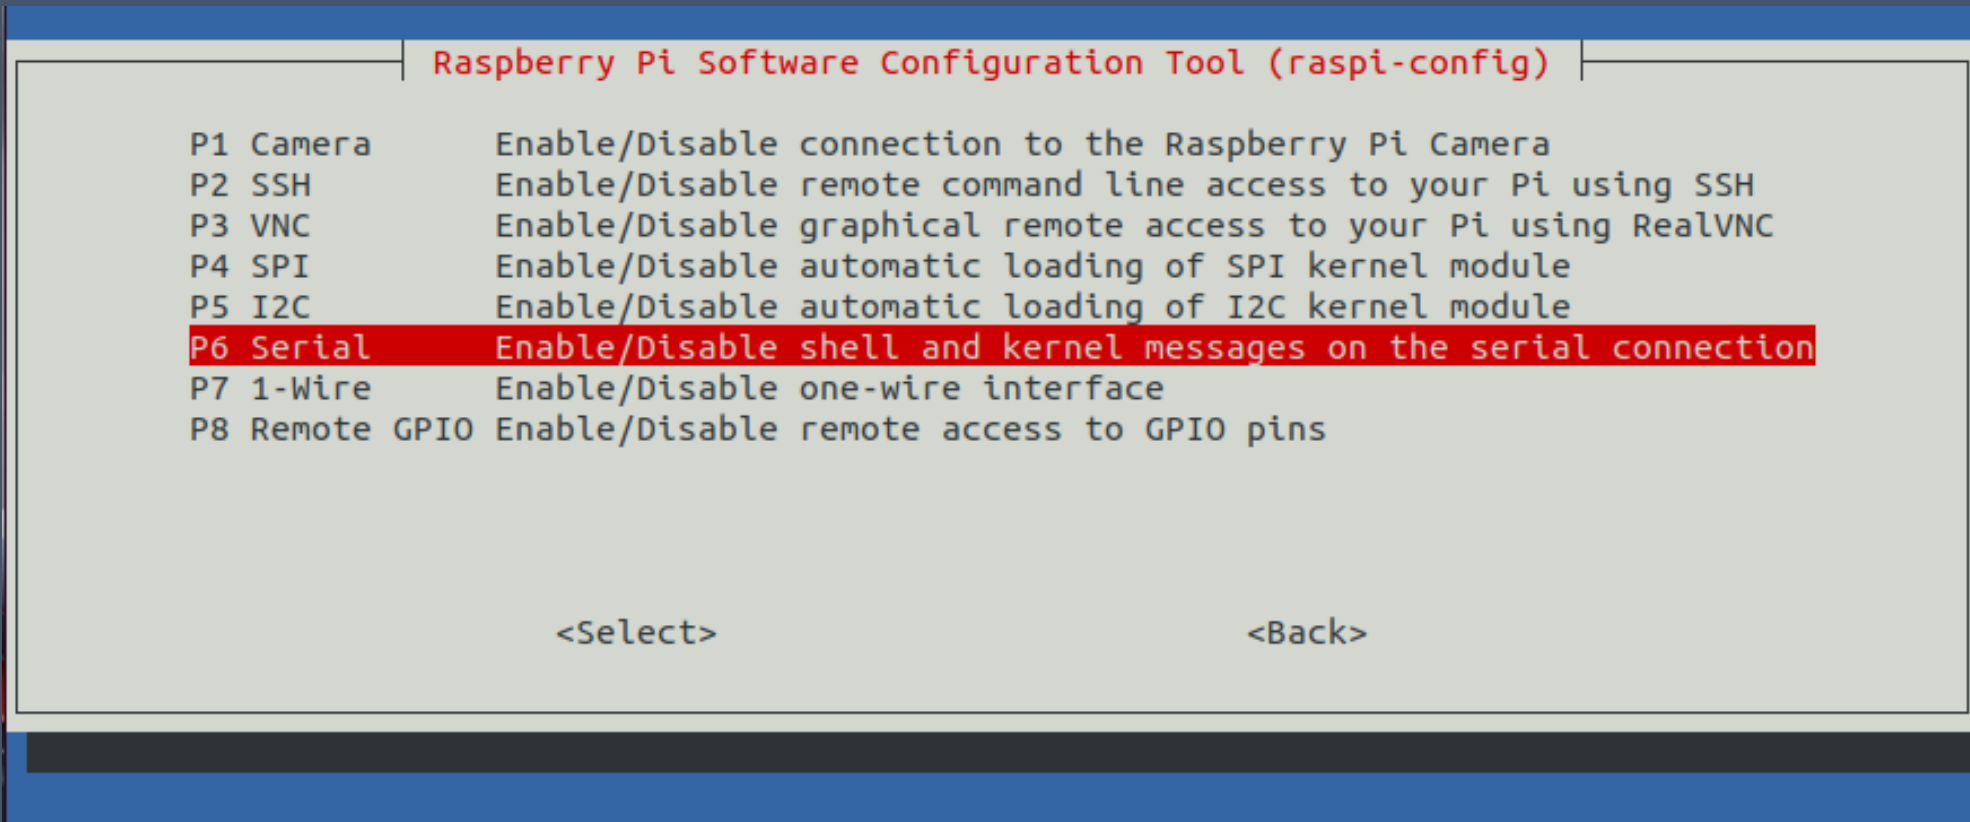 Raspberry Pi Software Configuration Tool (raspi-config)
P1 Camera Enable/Disable connection to the Raspberry Pi Camera
P2 SSH Enable/Disable remote command line access to your Pi using SSH
P3 VNC Enable/Disable graphical remote access to your Pi using RealVNC
P4 SPI Enable/Disable automatic loading of SPI kernel module
P5 I2C Enable/Disable automatic loading of I2C kernel module
P6 Serial Enable/Disable shell and kernel messages on the serial connection
P7 1-Wire Enable/Disable one-wire interface
P8 Remote GPIO Enable/Disable remote access to GPIO pins
<Select> <Back>